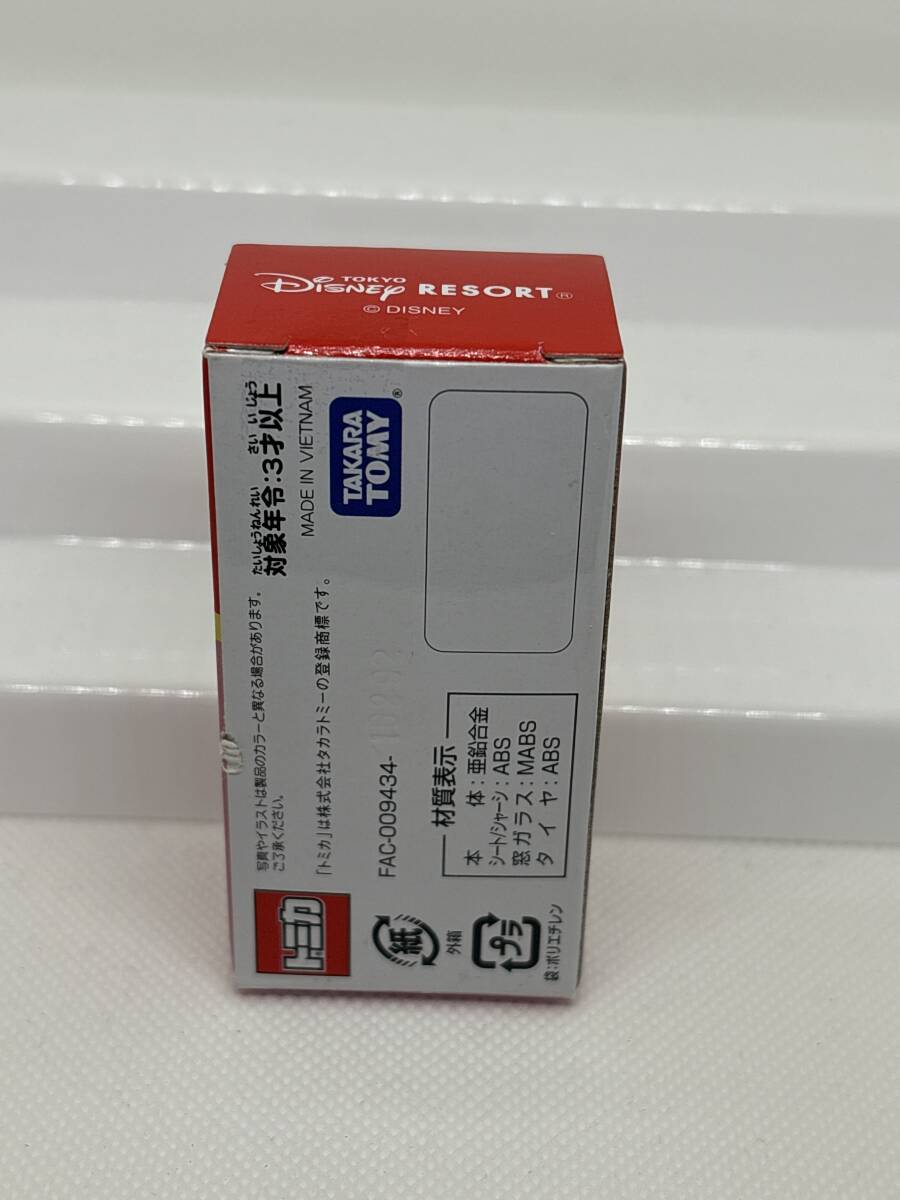 TOKYO
Disney RESORT®
© DISNEY
トミカ
写真やイラストは製品のカラーと異なる場合があります。
ご了承ください。
たいしょうねんれい さい いじょう
対象年令:3才以上
「トミカ」は株式会社タカラトミーの登録商標です。
MADE IN VIETNAM
TAKARA
TOMY®
紙
外箱
FAC-009434-10292
プラ
袋:ポリエチレン
材質表示
本 体:亜鉛合金
シート/シャーシ:ABS
窓ガラス:MABS
タイヤ:ABS